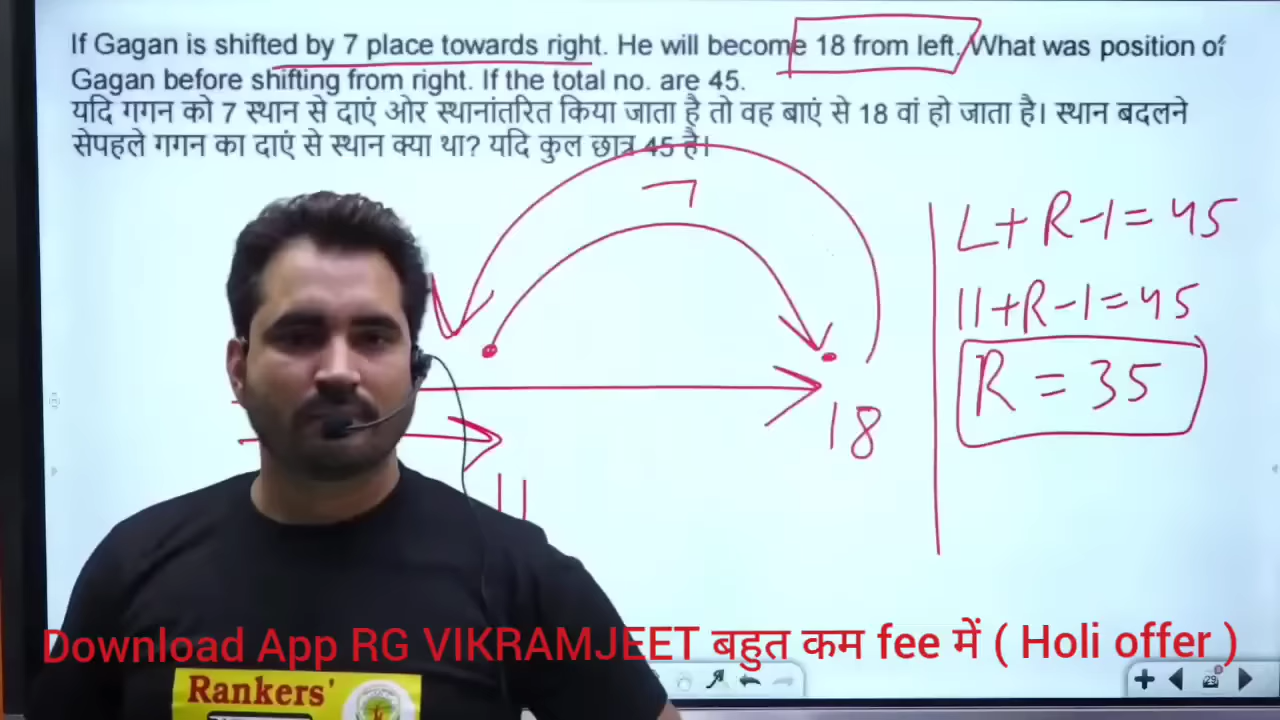 If Gagan is shifted by 7 place towards right. He will become 18 from left. What was position of
Gagan before shifting from right. If the total no. are 45.
यदि गगन को 7 स्थान से दाएं ओर स्थानांतरित किया जाता है तो वह बाएं से 18 वां हो जाता है। स्थान बदलने
सेपहले गगन का दाएं से स्थान क्या था? यदि कुल छात्र 45 है।
7
18
11
L+R-1=45
11+R-1=45
R=35
Download App RG VIKRAMJEET बहुत कम fee में ( Holi offer )
Rankers'
29